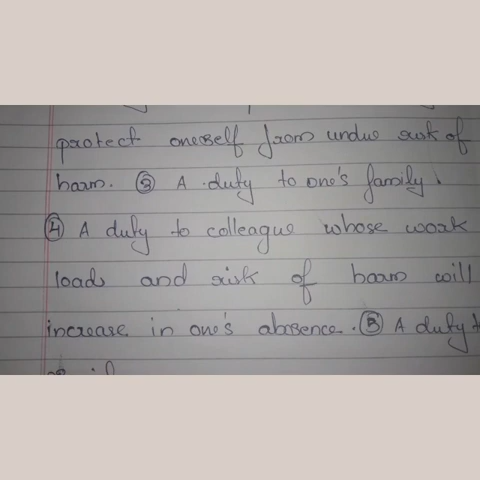 protect oneself from undue risk of
harm. ③ A duty to one's family.
④ A duty to colleague whose work
loads and risk of harm will
increase in one's absence. ⑤ A duty